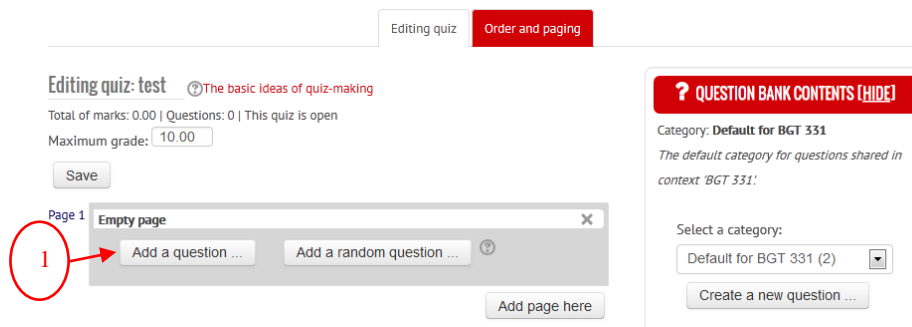 Editing quiz
Order and paging
Editing quiz: test
?The basic ideas of quiz-making
Total of marks: 0.00 | Questions: 0 | This quiz is open
Maximum grade: 10.00
Save
Page 1
Empty page
1
Add a question ...
Add a random question ...
?
Add page here
? QUESTION BANK CONTENTS [HIDE]
Category: Default for BGT 331
The default category for questions shared in
context 'BGT 331'.
Select a category:
Default for BGT 331 (2)
Create a new question ...